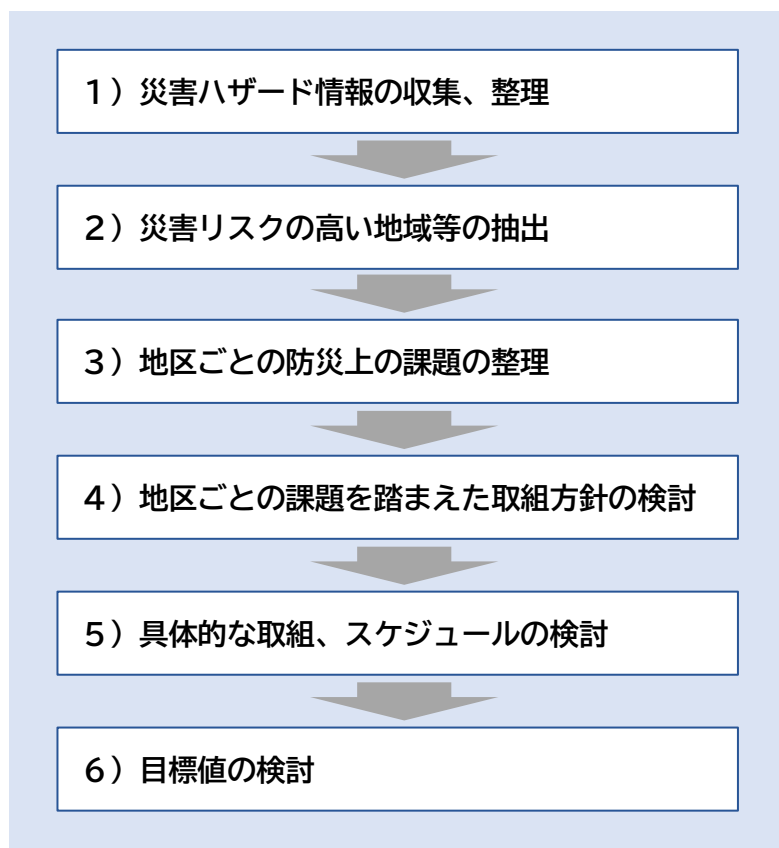 １）災害ハザード情報の収集、整理
２）災害リスクの高い地域等の抽出
３）地区ごとの防災上の課題の整理
４）地区ごとの課題を踏まえた取組方針の検討
５）具体的な取組、スケジュールの検討
６）目標値の検討